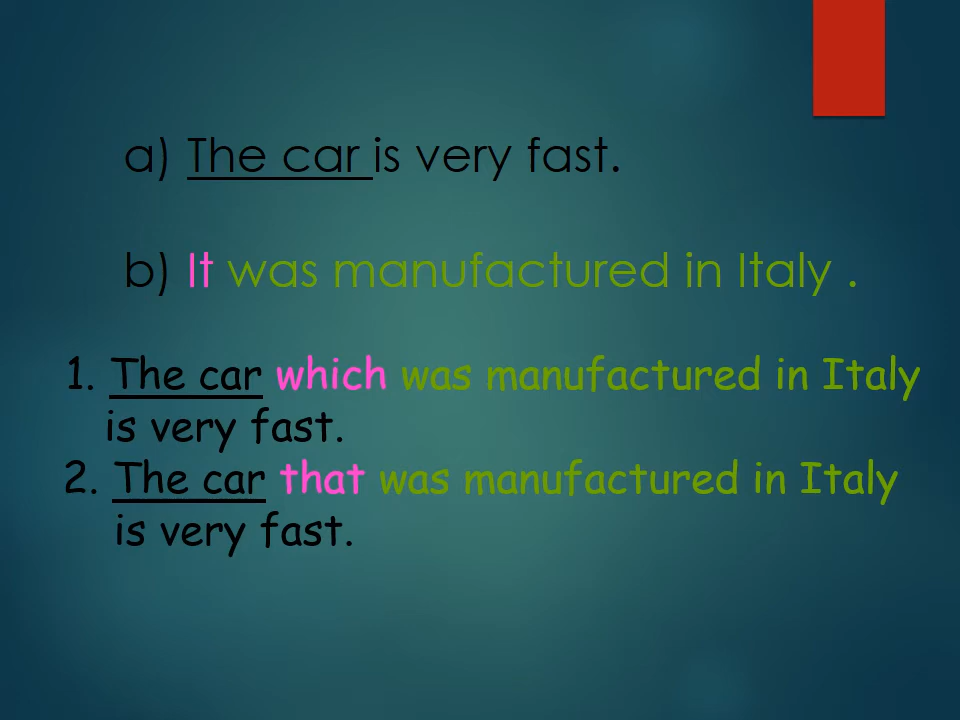 a) The car is very fast.
b) It was manufactured in Italy .
1. The car which was manufactured in Italy
is very fast.
2. The car that was manufactured in Italy
is very fast.